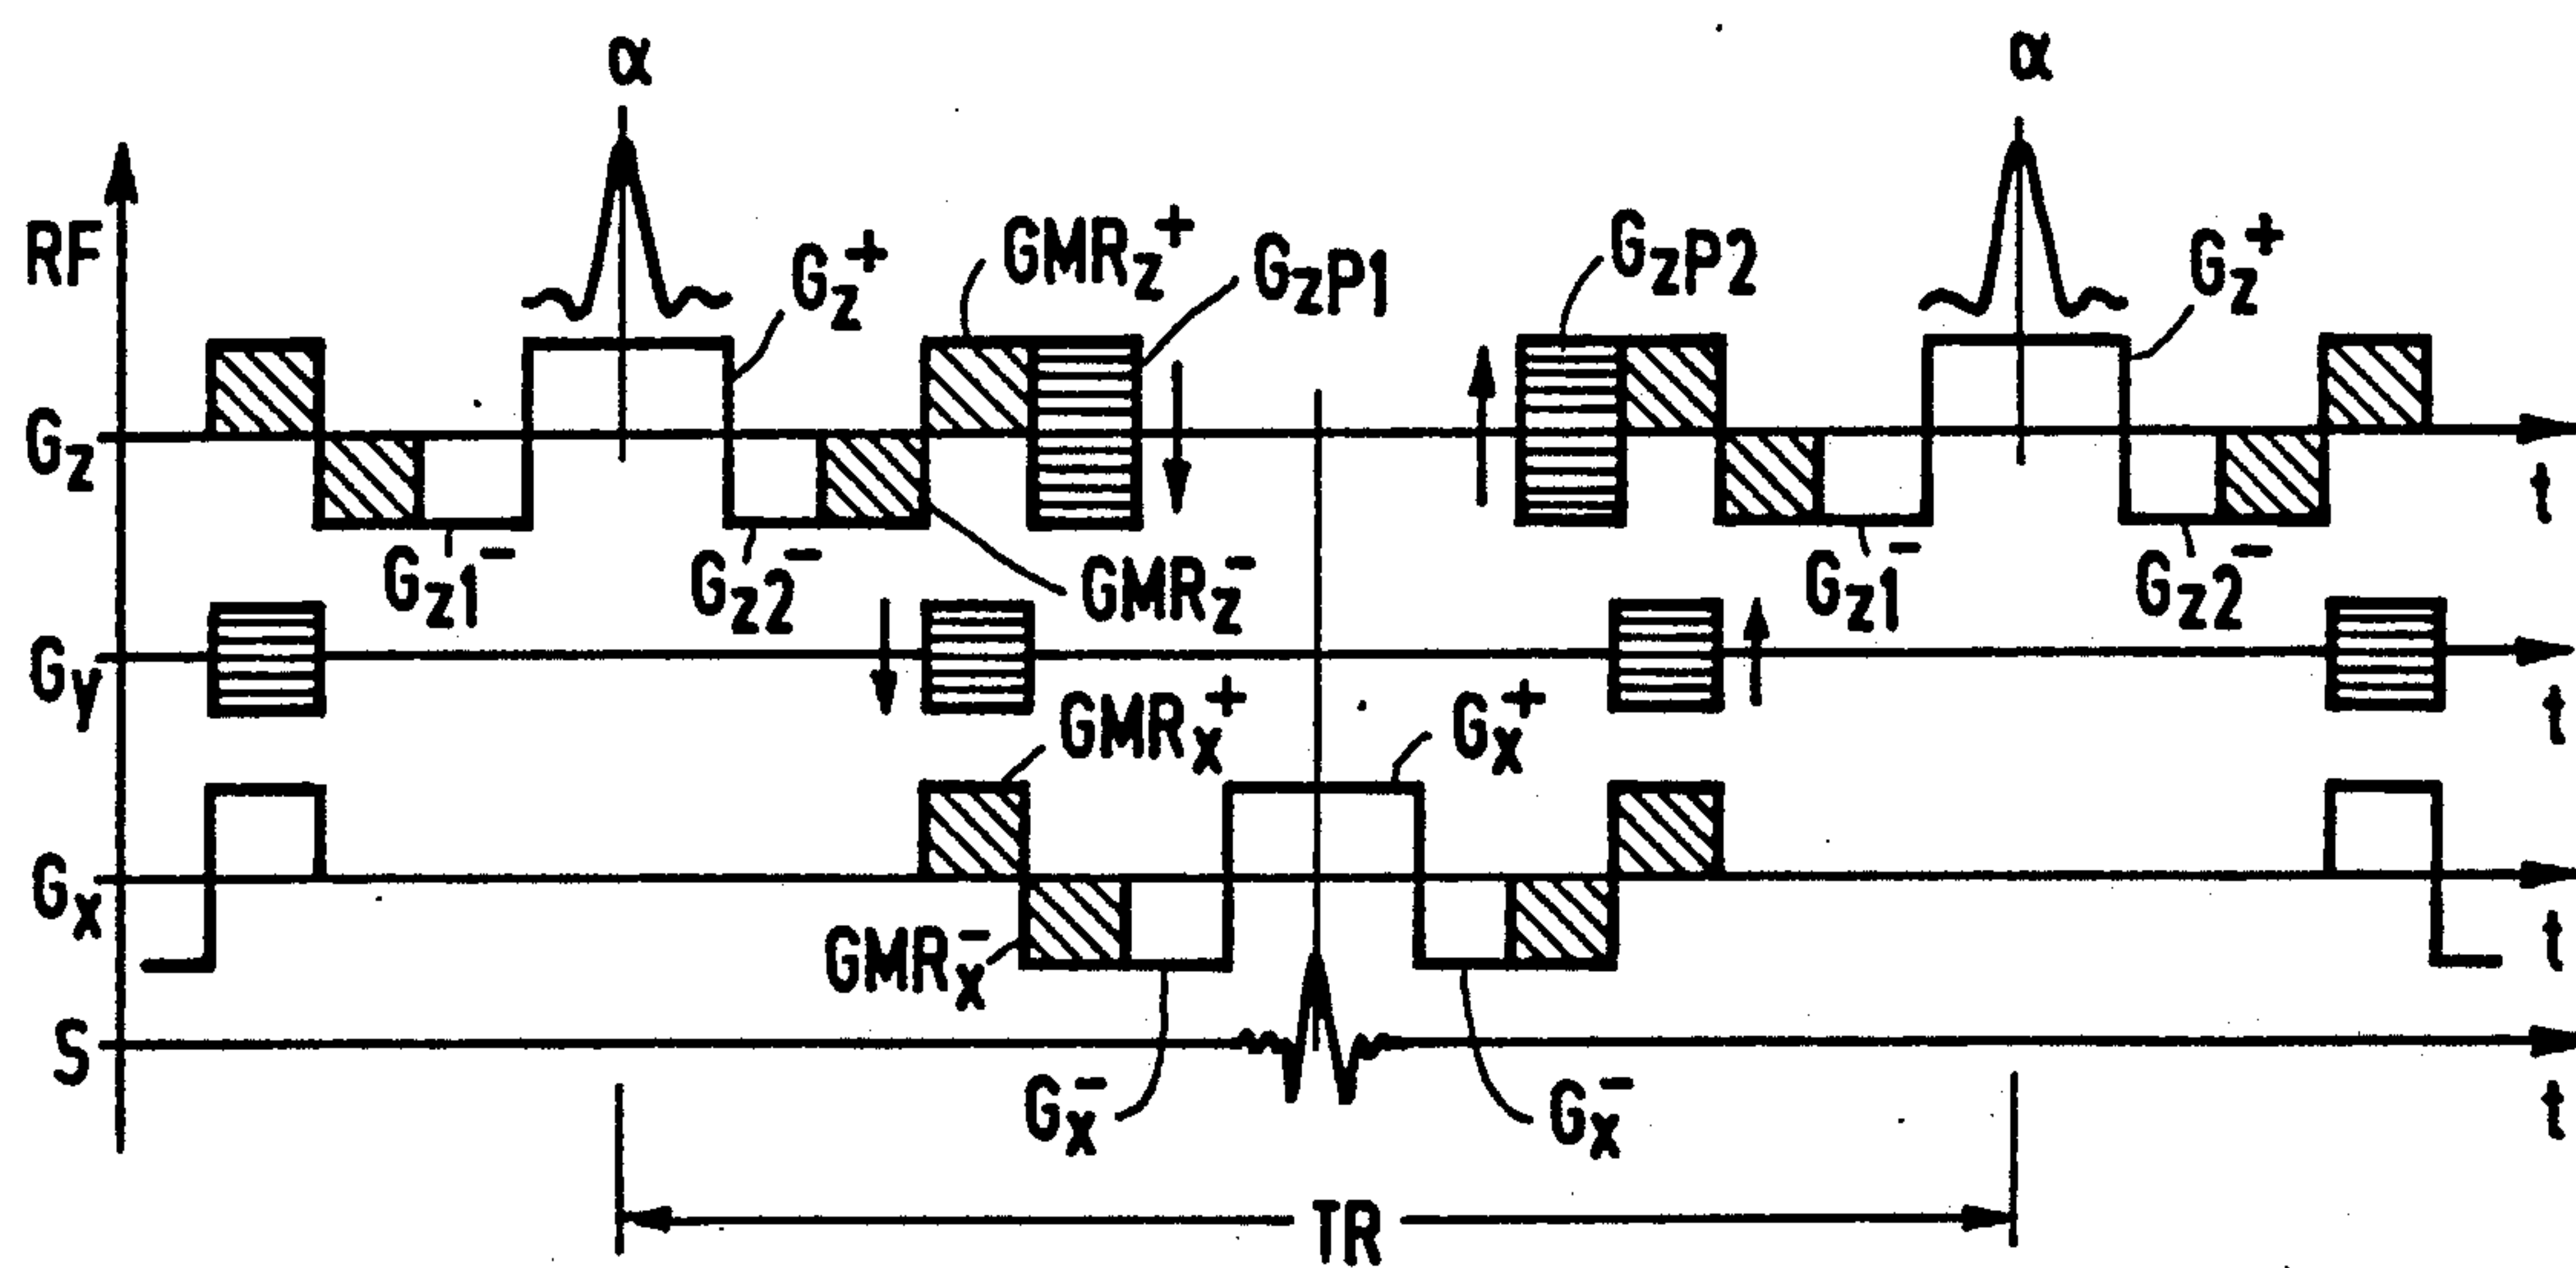 α α
RF
GMRz+ GzP1 GzP2
Gz+ Gz+
Gz t
Gz1- Gz2- GMRz- Gz1- Gz2-
Gy t
GMRx+ Gx+
Gx t
GMRx-
S t
Gx- Gx-
TR